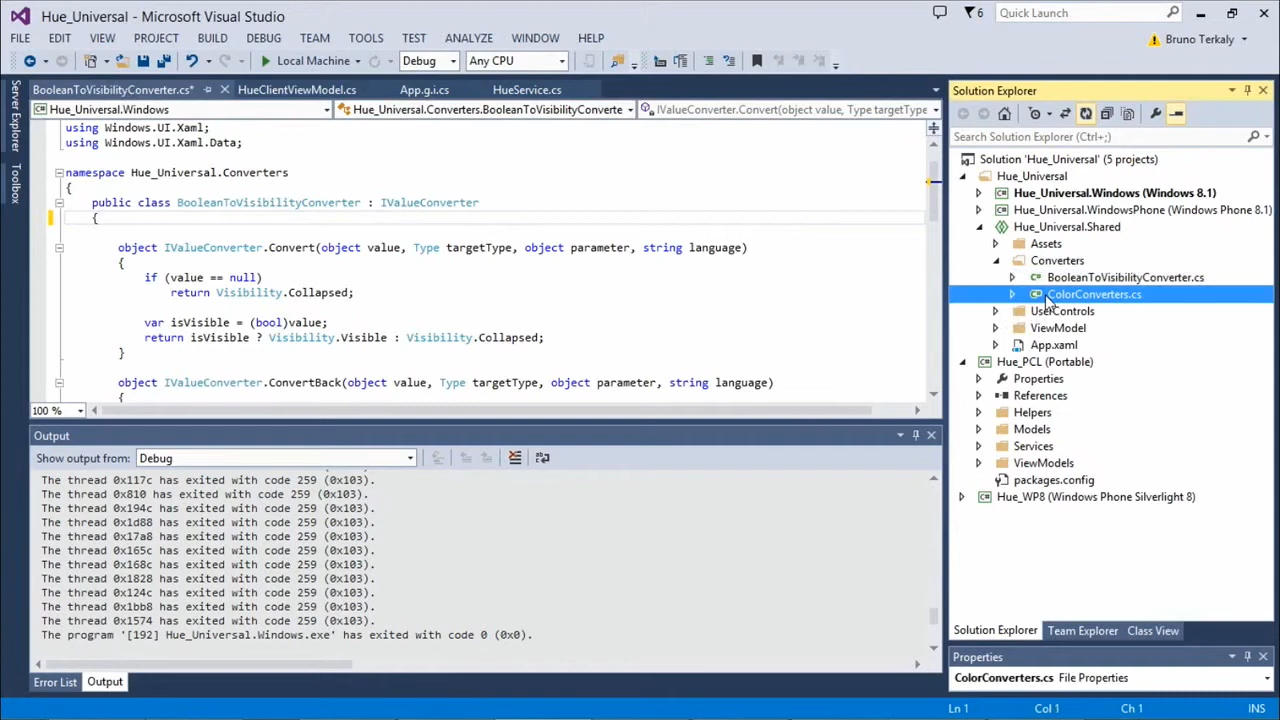 Hue_Universal - Microsoft Visual Studio
6
Quick Launch
FILE EDIT VIEW PROJECT BUILD DEBUG TEAM TOOLS TEST ANALYZE WINDOW HELP
Bruno Terkaly
Local Machine Debug Any CPU
BooleanToVisibilityConverter.cs* HueClientViewModel.cs App.g.i.cs HueService.cs
Hue_Universal.Windows Hue_Universal.Converters.BooleanToVisibilityConverte IValueConverter.Convert(object value, Type targetType
Server Explorer
Toolbox
using Windows.UI.Xaml;
using Windows.UI.Xaml.Data;
namespace Hue_Universal.Converters
{
public class BooleanToVisibilityConverter : IValueConverter
{
object IValueConverter.Convert(object value, Type targetType, object parameter, string language)
{
if (value == null)
return Visibility.Collapsed;
var isVisible = (bool)value;
return isVisible ? Visibility.Visible : Visibility.Collapsed;
}
object IValueConverter.ConvertBack(object value, Type targetType, object parameter, string language)
{
100 %
Output
Show output from: Debug
The thread 0x117c has exited with code 259 (0x103).
The thread 0x810 has exited with code 259 (0x103).
The thread 0x194c has exited with code 259 (0x103).
The thread 0x1d88 has exited with code 259 (0x103).
The thread 0x17a8 has exited with code 259 (0x103).
The thread 0x165c has exited with code 259 (0x103).
The thread 0x168c has exited with code 259 (0x103).
The thread 0x1828 has exited with code 259 (0x103).
The thread 0x124c has exited with code 259 (0x103).
The thread 0x1bb8 has exited with code 259 (0x103).
The thread 0x1574 has exited with code 259 (0x103).
The program '[192] Hue_Universal.Windows.exe' has exited with code 0 (0x0).
Error List Output
Solution Explorer
Search Solution Explorer (Ctrl+;)
Solution 'Hue_Universal' (5 projects)
Hue_Universal
Hue_Universal.Windows (Windows 8.1)
Hue_Universal.WindowsPhone (Windows Phone 8.1)
Hue_Universal.Shared
Assets
Converters
BooleanToVisibilityConverter.cs
ColorConverters.cs
UserControls
ViewModel
App.xaml
Hue_PCL (Portable)
Properties
References
Helpers
Models
Services
ViewModels
packages.config
Hue_WP8 (Windows Phone Silverlight 8)
Solution Explorer Team Explorer Class View
Properties
ColorConverters.cs File Properties
Ln 1 Col 1 Ch 1 INS